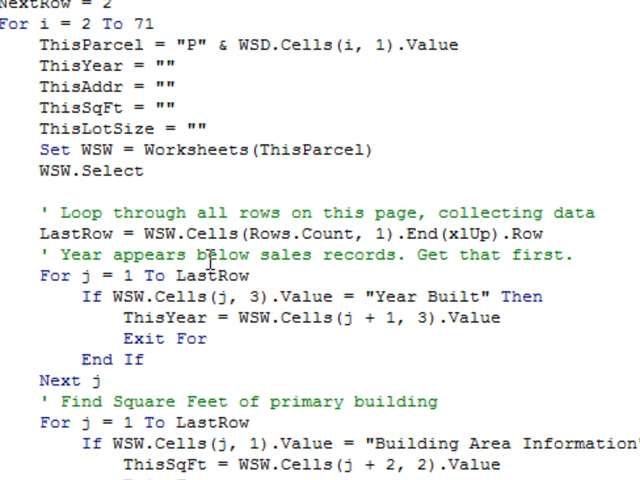 NextRow = 2
For i = 2 To 71
ThisParcel = "P" & WSD.Cells(i, 1).Value
ThisYear = ""
ThisAddr = ""
ThisSqFt = ""
ThisLotSize = ""
Set WSW = Worksheets(ThisParcel)
WSW.Select
' Loop through all rows on this page, collecting data
LastRow = WSW.Cells(Rows.Count, 1).End(xlUp).Row
' Year appears below sales records. Get that first.
For j = 1 To LastRow
If WSW.Cells(j, 3).Value = "Year Built" Then
ThisYear = WSW.Cells(j + 1, 3).Value
Exit For
End If
Next j
' Find Square Feet of primary building
For j = 1 To LastRow
If WSW.Cells(j, 1).Value = "Building Area Information"
ThisSqFt = WSW.Cells(j + 2, 2).Value